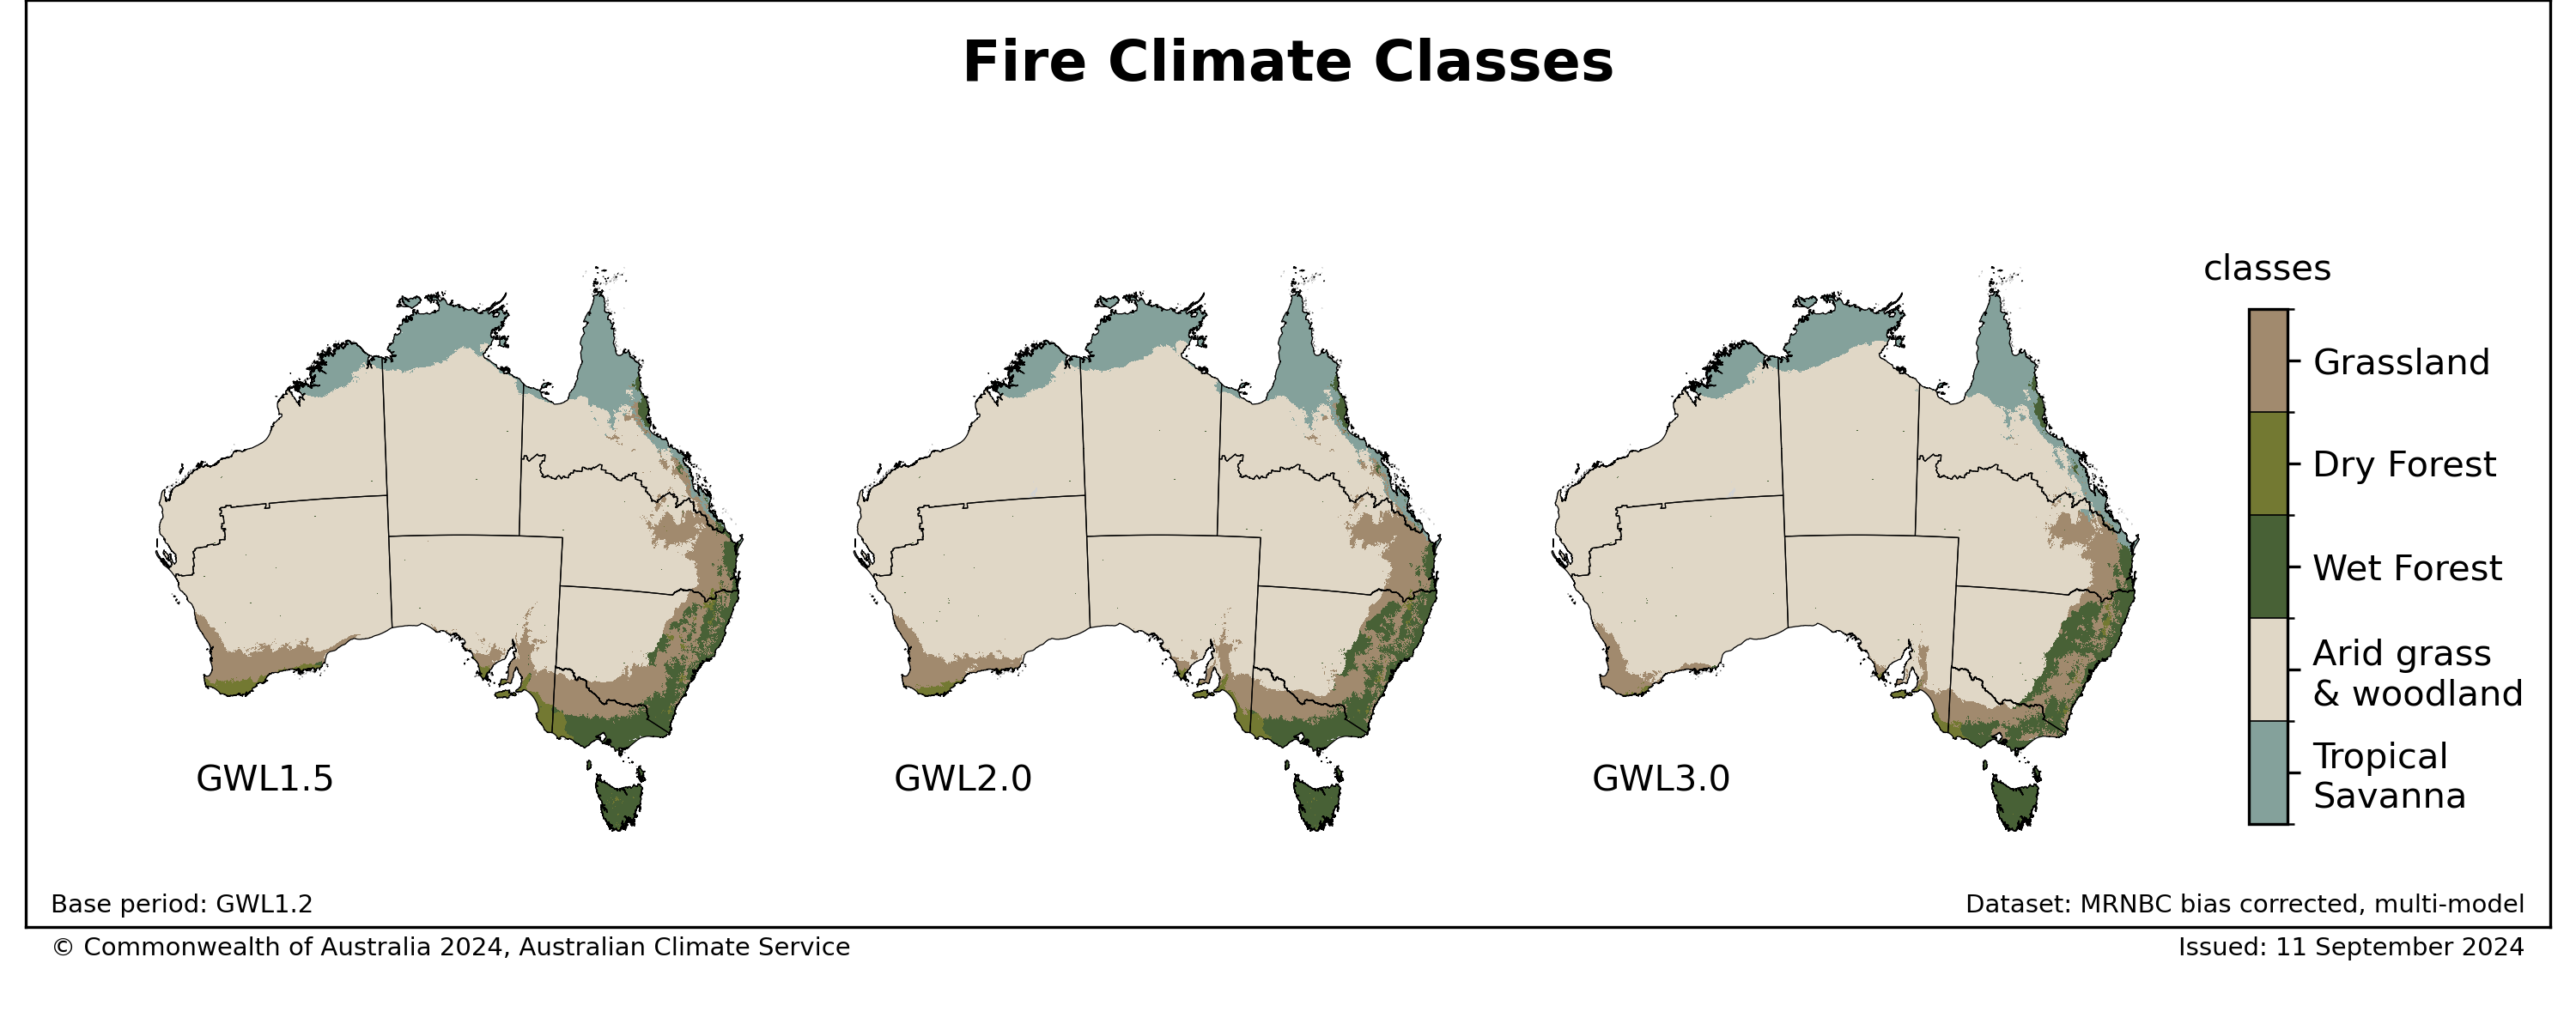 Fire Climate Classes
classes
Grassland
Dry Forest
Wet Forest
Arid grass
& woodland
Tropical
Savanna
GWL1.5
GWL2.0
GWL3.0
Base period: GWL1.2
Dataset: MRNBC bias corrected, multi-model
© Commonwealth of Australia 2024, Australian Climate Service
Issued: 11 September 2024